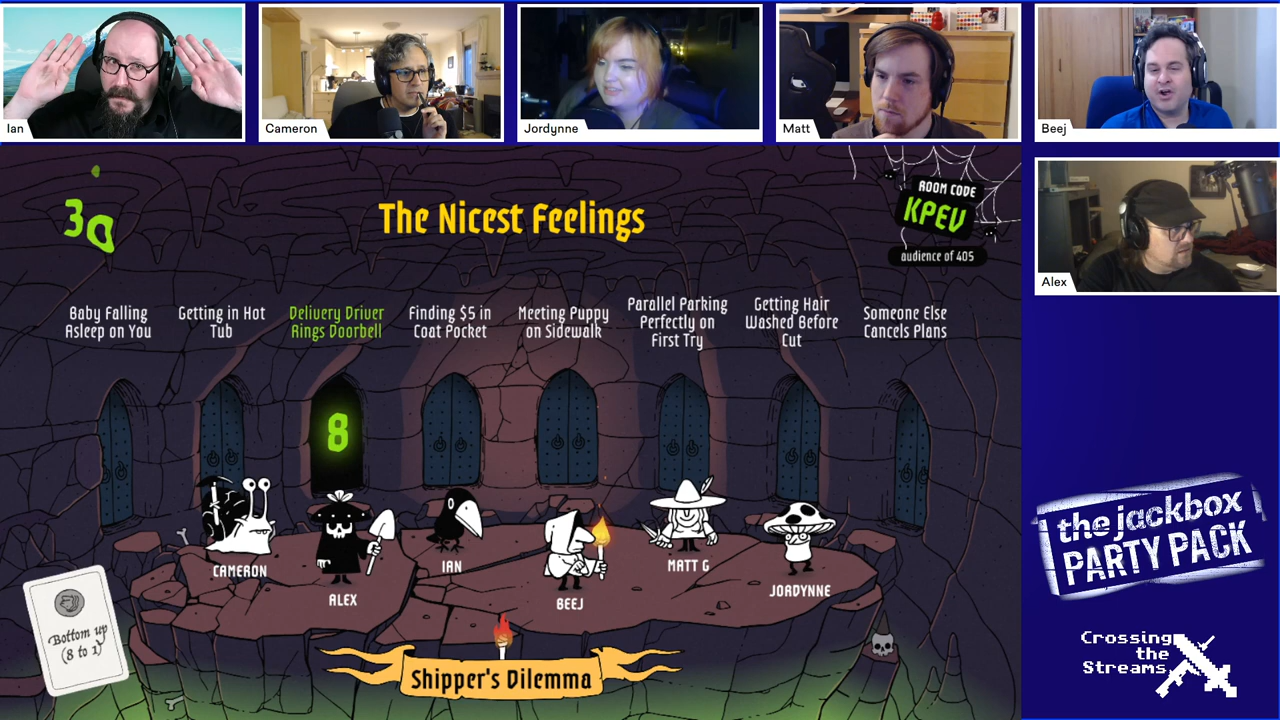 Ian
Cameron
Jordynne
Matt
Beej
Alex
30
The Nicest Feelings
ROOM CODE
KPEV
audience of 405
Baby Falling
Asleep on You
Getting in Hot
Tub
Delivery Driver
Rings Doorbell
Finding $5 in
Coat Pocket
Meeting Puppy
on Sidewalk
Parallel Parking
Perfectly on
First Try
Getting Hair
Washed Before
Cut
Someone Else
Cancels Plans
8
CAMERON
ALEX
IAN
BEEJ
MATT G
JORDYNNE
Bottom up
(8 to 1)
Shipper's Dilemma
the jackbox
PARTY PACK
Crossing
the
Streams